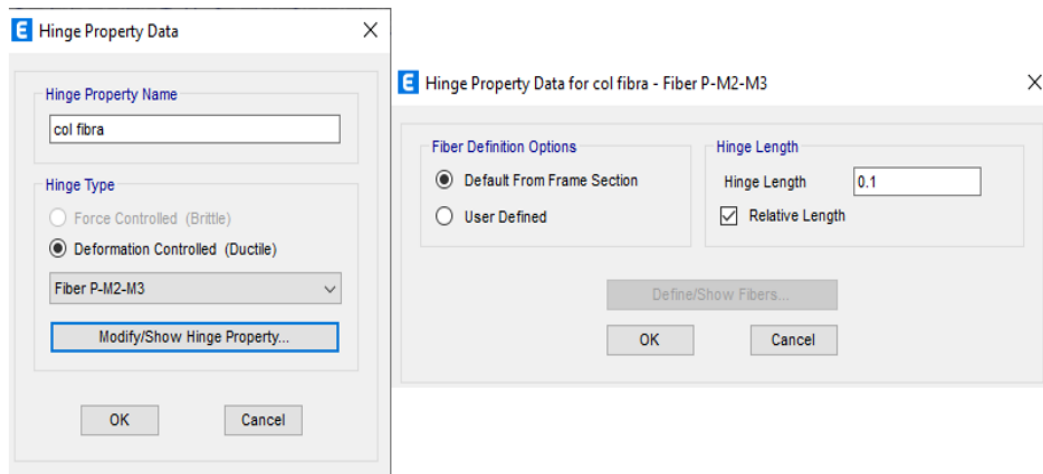 E Hinge Property Data
Hinge Property Name
col fibra
Hinge Type
Force Controlled (Brittle)
Deformation Controlled (Ductile)
Fiber P-M2-M3
Modify/Show Hinge Property...
OK Cancel
E Hinge Property Data for col fibra - Fiber P-M2-M3
Fiber Definition Options
Default From Frame Section
User Defined
Hinge Length
Hinge Length 0.1
Relative Length
Define/Show Fibers...
OK Cancel